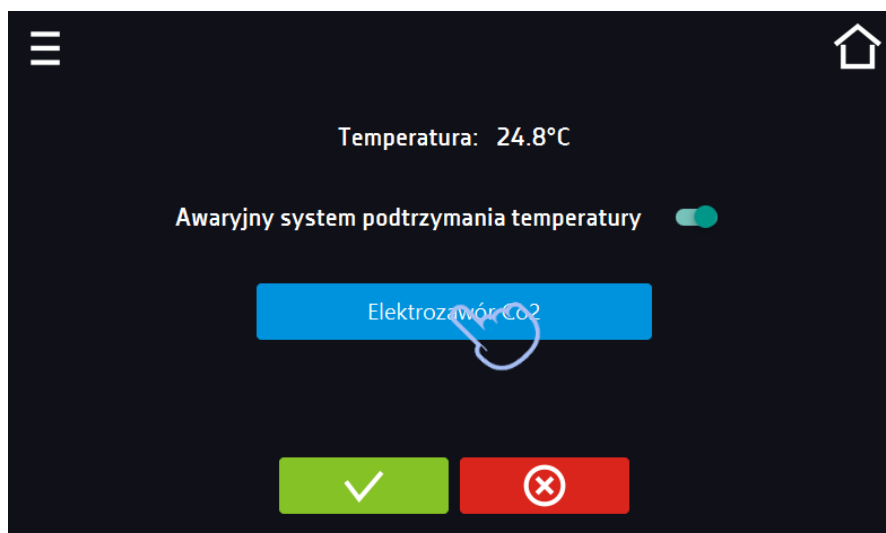 Temperatura: 24.8°C
Awaryjny system podtrzymania temperatury
Elektrozawór Co2